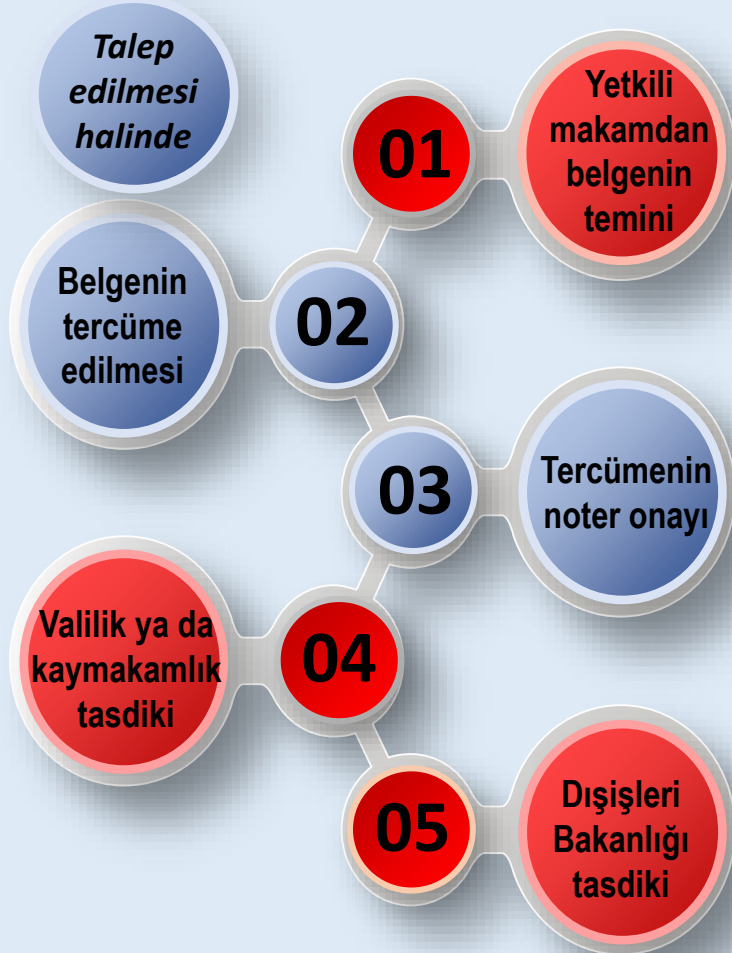 Talep
edilmesi
halinde
01
Yetkili
makamdan
belgenin
temini
Belgenin
tercüme
edilmesi
02
03
Tercümenin
noter onayı
Valilik ya da
kaymakamlık
tasdiki
04
05
Dışişleri
Bakanlığı
tasdiki